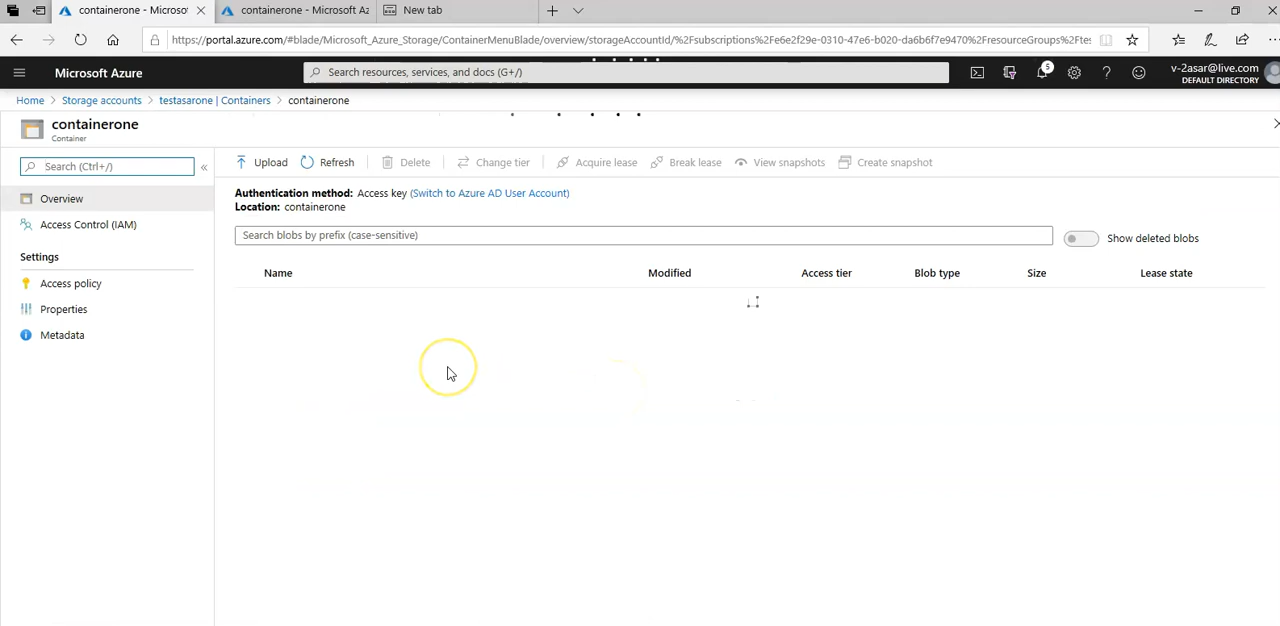 containerone - Microsof
containerone - Microsoft Az
New tab
https://portal.azure.com/#blade/Microsoft_Azure_Storage/ContainerMenuBlade/overview/storageAccountId/%2Fsubscriptions%2Fe6e2f29e-0310-47e6-b020-da6b6f7e9470%2FresourceGroups%2Ftes
Microsoft Azure
Search resources, services, and docs (G+/)
5
v-2asar@live.com
DEFAULT DIRECTORY
Home > Storage accounts > testasarone | Containers > containerone
containerone
Container
Search (Ctrl+/)
«
Upload
Refresh
Delete
Change tier
Acquire lease
Break lease
View snapshots
Create snapshot
Overview
Access Control (IAM)
Settings
Access policy
Properties
Metadata
Authentication method: Access key (Switch to Azure AD User Account)
Location: containerone
Search blobs by prefix (case-sensitive)
Show deleted blobs
Name Modified Access tier Blob type Size Lease state